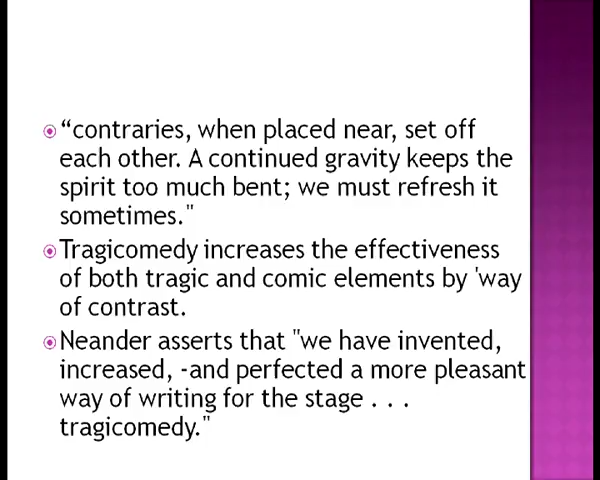 “contraries, when placed near, set off
each other. A continued gravity keeps the
spirit too much bent; we must refresh it
sometimes."
Tragicomedy increases the effectiveness
of both tragic and comic elements by 'way
of contrast.
Neander asserts that "we have invented,
increased, -and perfected a more pleasant
way of writing for the stage . . .
tragicomedy."